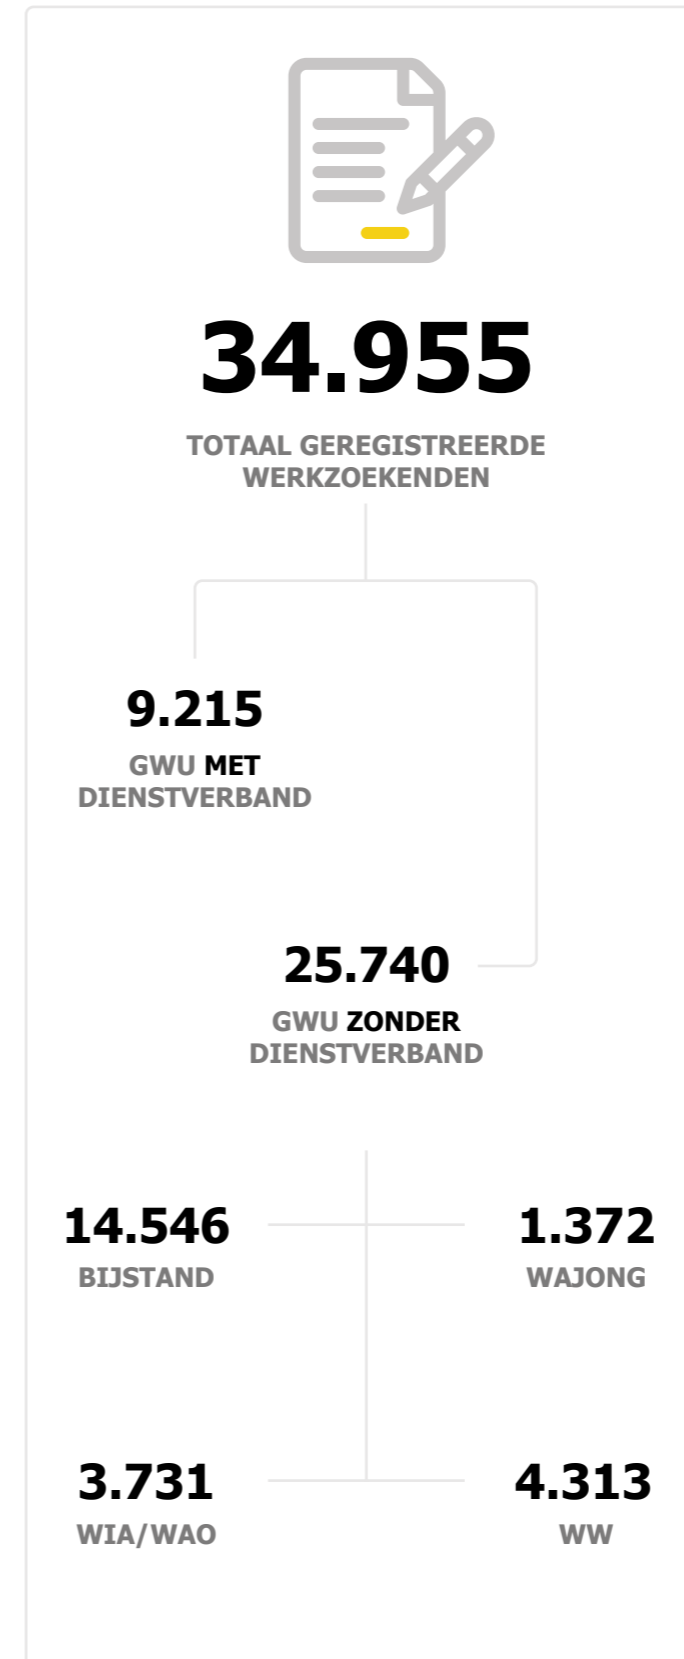 34.955
TOTAAL GEREGISTREERDE
WERKZOEKENDEN
9.215
GWU MET
DIENSTVERBAND
25.740
GWU ZONDER
DIENSTVERBAND
14.546
BIJSTAND
1.372
WAJONG
3.731
WIA/WAO
4.313
WW